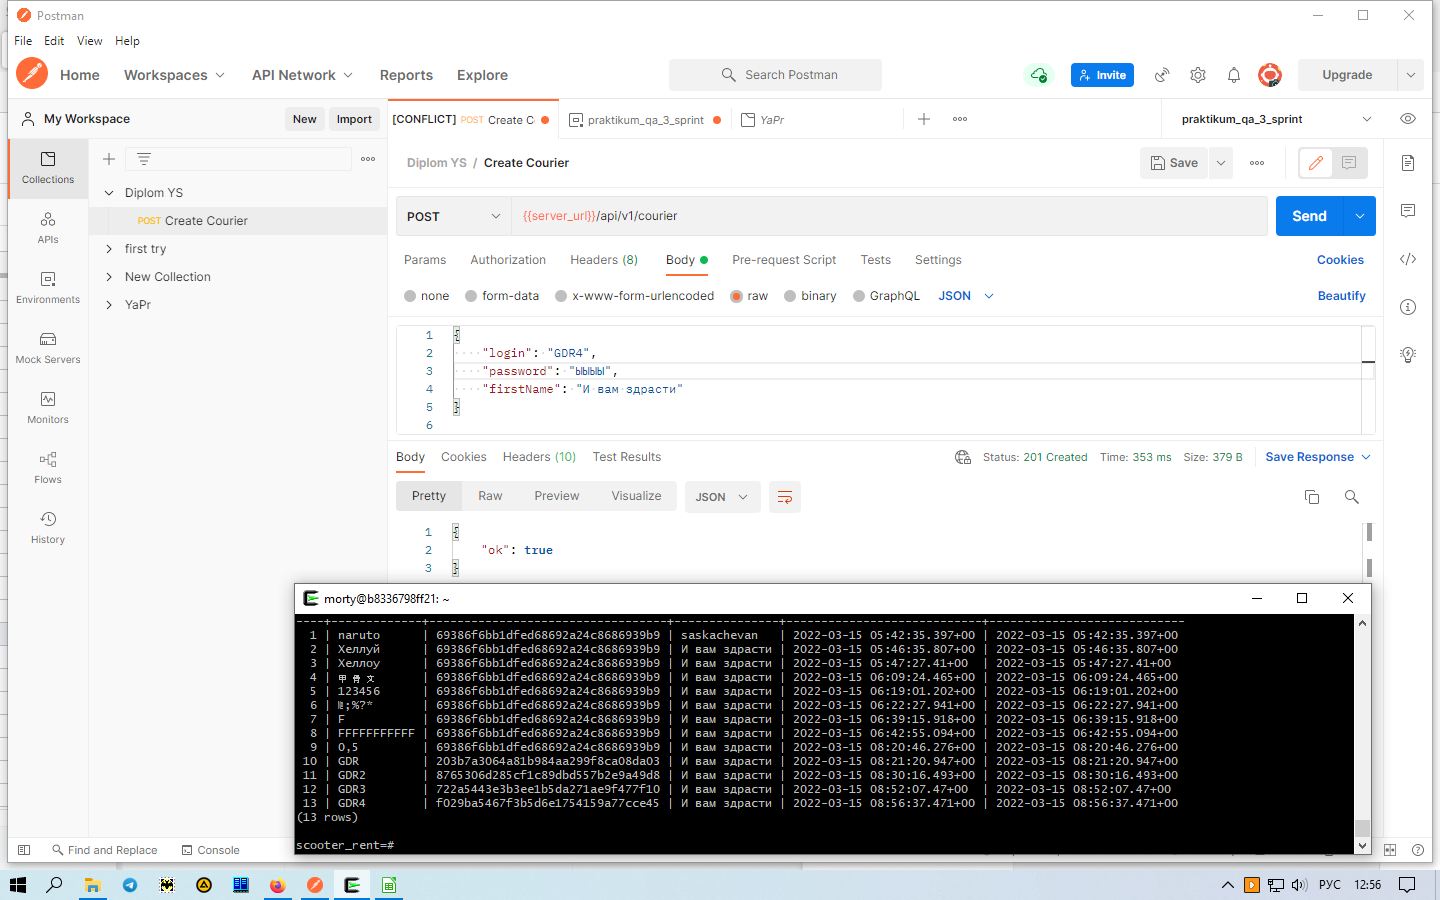 Postman
File Edit View Help
Home Workspaces API Network Reports Explore Search Postman Invite Upgrade
My Workspace New Import [CONFLICT] POST Create C praktikum_qa_3_sprint YaPr praktikum_qa_3_sprint
Diplom YS / Create Courier Save
Collections
Diplom YS
POST Create Courier
first try
New Collection
YaPr
APIs
Environments
Mock Servers
Monitors
Flows
History
POST {{server_url}}/api/v1/courier Send
Params Authorization Headers (8) Body Pre-request Script Tests Settings Cookies
none form-data x-www-form-urlencoded raw binary GraphQL JSON Beautify
1 {
2 "login": "GDR4",
3 "password": "ЫЫЫЫ",
4 "firstName": "И вам здрасти"
5 }
6
Body Cookies Headers (10) Test Results Status: 201 Created Time: 353 ms Size: 379 B Save Response
Pretty Raw Preview Visualize JSON
1 {
2 "ok": true
3 }
morty@b8336798ff21: ~
----+-------------+----------------------------------+---------------+----------------------------+----------------------------
1 | naruto | 69386f6bb1dfed68692a24c8686939b9 | saskachevan | 2022-03-15 05:42:35.397+00 | 2022-03-15 05:42:35.397+00
2 | Хеллуй | 69386f6bb1dfed68692a24c8686939b9 | И вам здрасти | 2022-03-15 05:46:35.807+00 | 2022-03-15 05:46:35.807+00
3 | Хеллоу | 69386f6bb1dfed68692a24c8686939b9 | И вам здрасти | 2022-03-15 05:47:27.41+00 | 2022-03-15 05:47:27.41+00
4 | 甲骨文 | 69386f6bb1dfed68692a24c8686939b9 | И вам здрасти | 2022-03-15 06:09:24.465+00 | 2022-03-15 06:09:24.465+00
5 | 123456 | 69386f6bb1dfed68692a24c8686939b9 | И вам здрасти | 2022-03-15 06:19:01.202+00 | 2022-03-15 06:19:01.202+00
6 | №;%?* | 69386f6bb1dfed68692a24c8686939b9 | И вам здрасти | 2022-03-15 06:22:27.941+00 | 2022-03-15 06:22:27.941+00
7 | F | 69386f6bb1dfed68692a24c8686939b9 | И вам здрасти | 2022-03-15 06:39:15.918+00 | 2022-03-15 06:39:15.918+00
8 | FFFFFFFFFFF | 69386f6bb1dfed68692a24c8686939b9 | И вам здрасти | 2022-03-15 06:42:55.094+00 | 2022-03-15 06:42:55.094+00
9 | 0,5 | 69386f6bb1dfed68692a24c8686939b9 | И вам здрасти | 2022-03-15 08:20:46.276+00 | 2022-03-15 08:20:46.276+00
10 | GDR | 203b7a3064a81b984aa299f8ca08da03 | И вам здрасти | 2022-03-15 08:21:20.947+00 | 2022-03-15 08:21:20.947+00
11 | GDR2 | 8765306d285cf1c89dbd557b2e9a49d8 | И вам здрасти | 2022-03-15 08:30:16.493+00 | 2022-03-15 08:30:16.493+00
12 | GDR3 | 722a5443e3b3ee1b5da271ae9f477f10 | И вам здрасти | 2022-03-15 08:52:07.47+00 | 2022-03-15 08:52:07.47+00
13 | GDR4 | f029ba5467f3b5d6e1754159a77cce45 | И вам здрасти | 2022-03-15 08:56:37.471+00 | 2022-03-15 08:56:37.471+00
(13 rows)
scooter_rent=#
Find and Replace Console
РУС 12:56